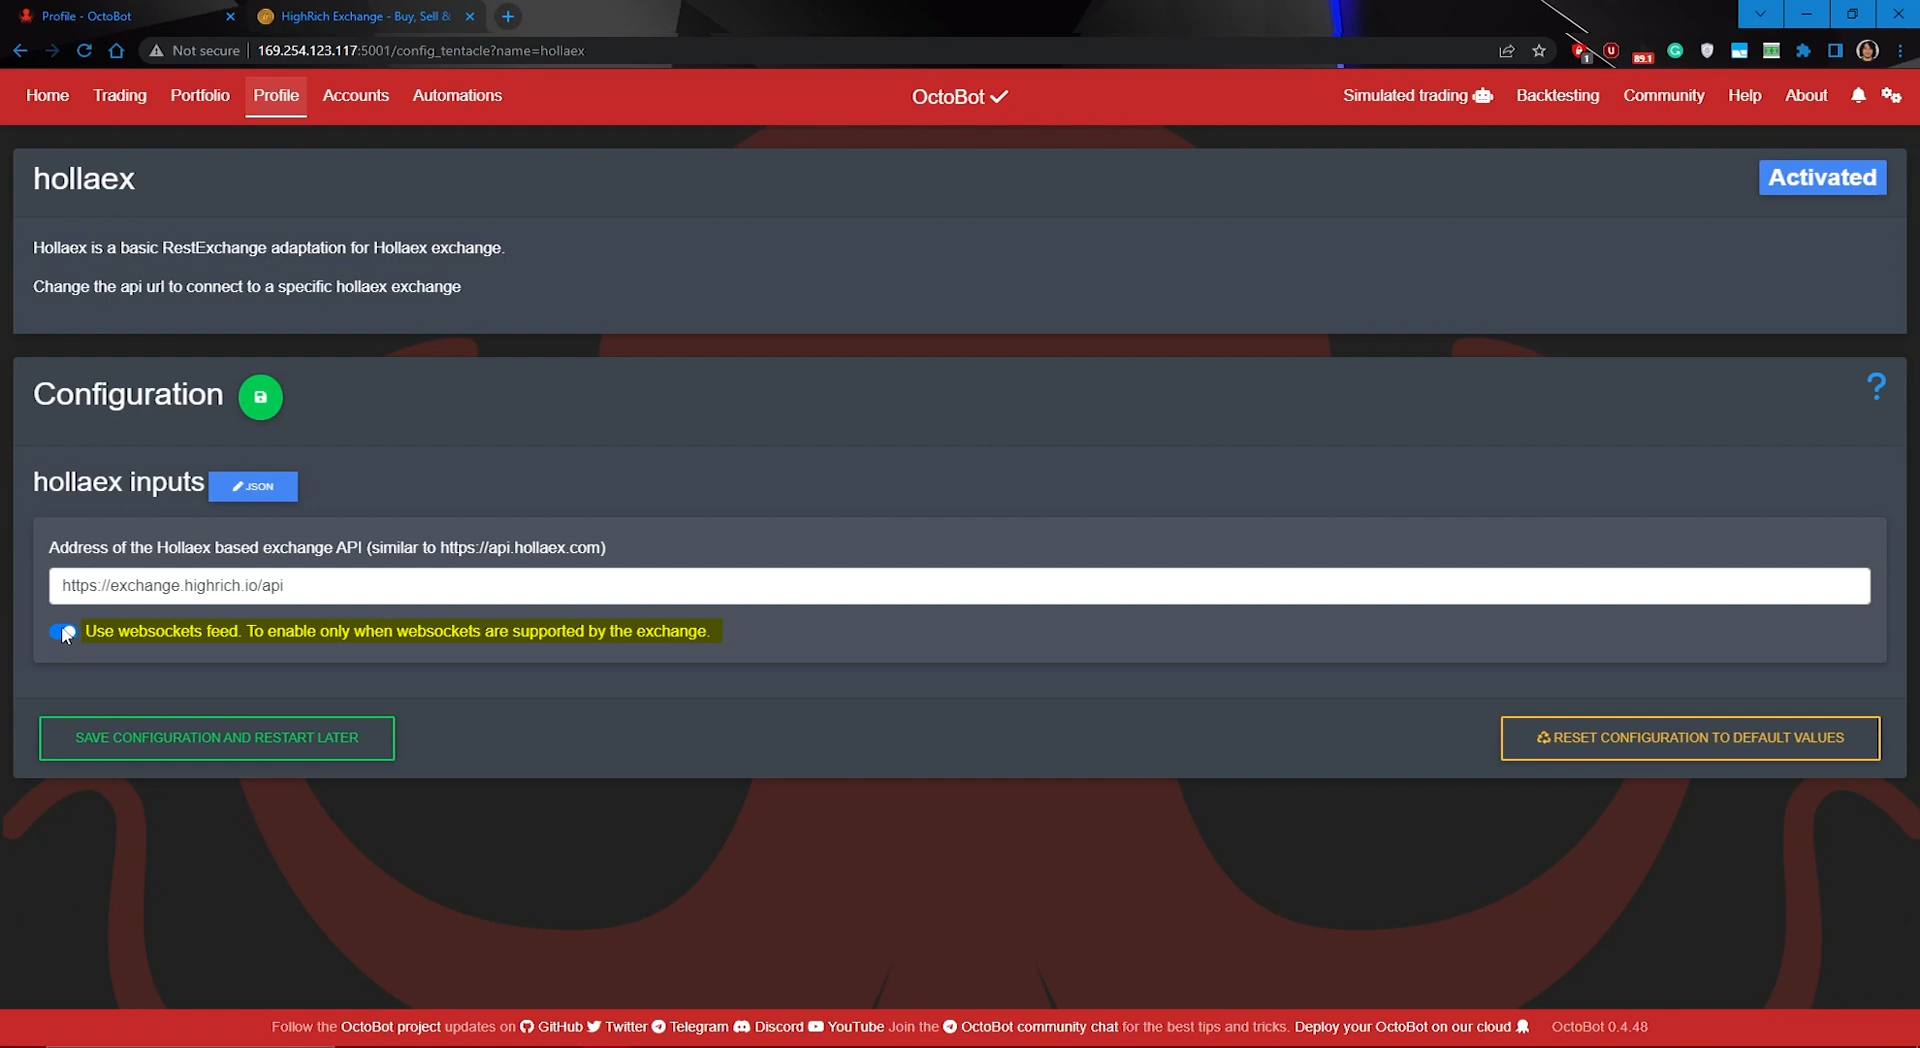 Profile - OctoBot
HighRich Exchange - Buy, Sell &
Not secure
169.254.123.117:5001/config_tentacle?name=hollaex
1
89.1
Home
Trading
Portfolio
Profile
Accounts
Automations
OctoBot
Simulated trading
Backtesting
Community
Help
About
hollaex
Activated
Hollaex is a basic RestExchange adaptation for Hollaex exchange.
Change the api url to connect to a specific hollaex exchange
Configuration
?
hollaex inputs
JSON
Address of the Hollaex based exchange API (similar to https://api.hollaex.com)
https://exchange.highrich.io/api
Use websockets feed. To enable only when websockets are supported by the exchange.
SAVE CONFIGURATION AND RESTART LATER
RESET CONFIGURATION TO DEFAULT VALUES
Follow the OctoBot project updates on GitHub Twitter Telegram Discord YouTube Join the OctoBot community chat for the best tips and tricks. Deploy your OctoBot on our cloud OctoBot 0.4.48